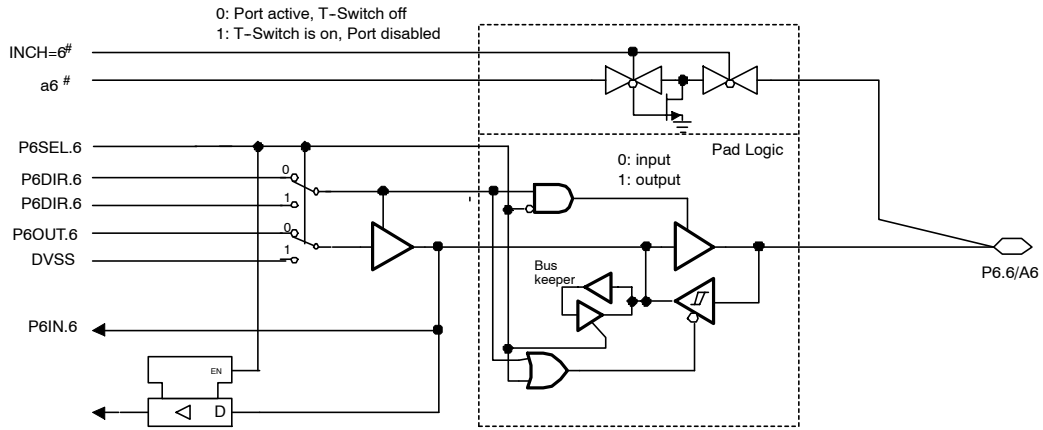 0: Port active, T-Switch off
1: T-Switch is on, Port disabled
INCH=6#
a6 #
P6SEL.6
P6DIR.6
0
P6DIR.6
1
P6OUT.6
0
DVSS
1
P6IN.6
EN
D
Pad Logic
0: input
1: output
Bus
keeper
P6.6/A6